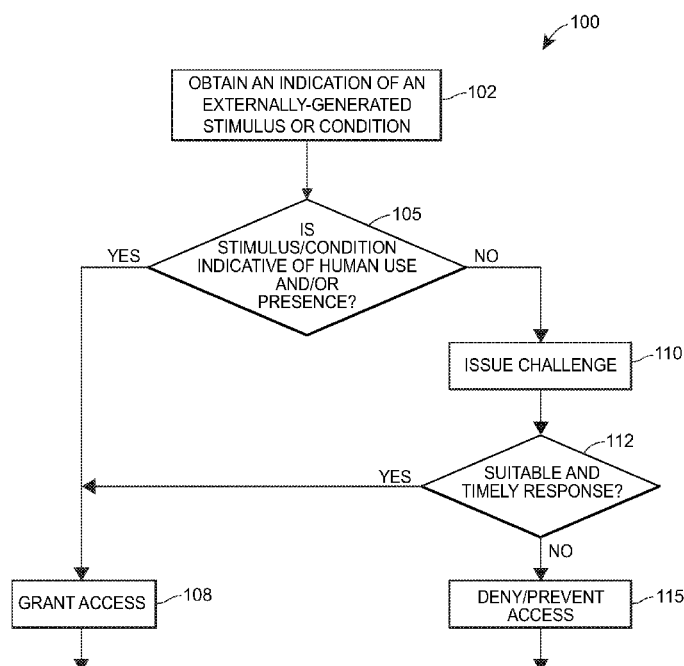 100
OBTAIN AN INDICATION OF AN
EXTERNALLY-GENERATED
STIMULUS OR CONDITION
102
105
IS
STIMULUS/CONDITION
INDICATIVE OF HUMAN USE
AND/OR
PRESENCE?
YES
NO
ISSUE CHALLENGE
110
112
YES
SUITABLE AND
TIMELY RESPONSE?
NO
GRANT ACCESS
108
DENY/PREVENT
ACCESS
115